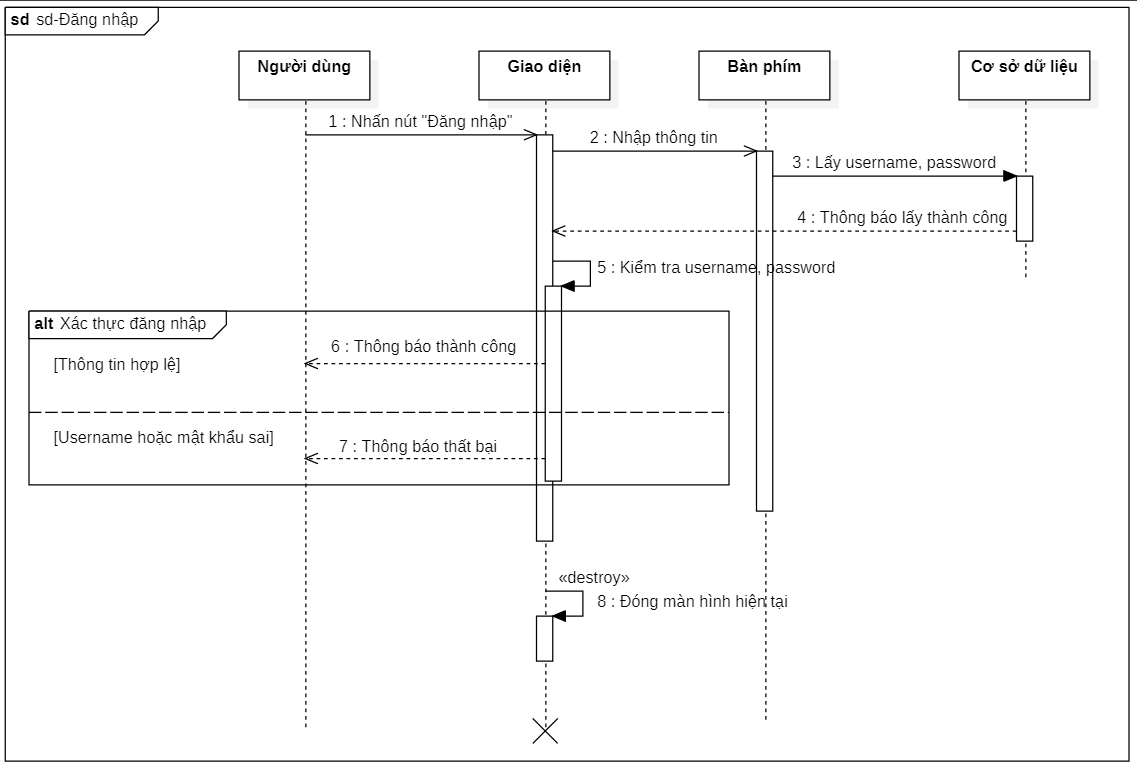 sd sd-Đăng nhập
Người dùng
Giao diện
Bàn phím
Cơ sở dữ liệu
1 : Nhấn nút "Đăng nhập"
2 : Nhập thông tin
3 : Lấy username, password
4 : Thông báo lấy thành công
5 : Kiểm tra username, password
alt Xác thực đăng nhập
6 : Thông báo thành công
[Thông tin hợp lệ]
[Username hoặc mật khẩu sai]
7 : Thông báo thất bại
«destroy»
8 : Đóng màn hình hiện tại